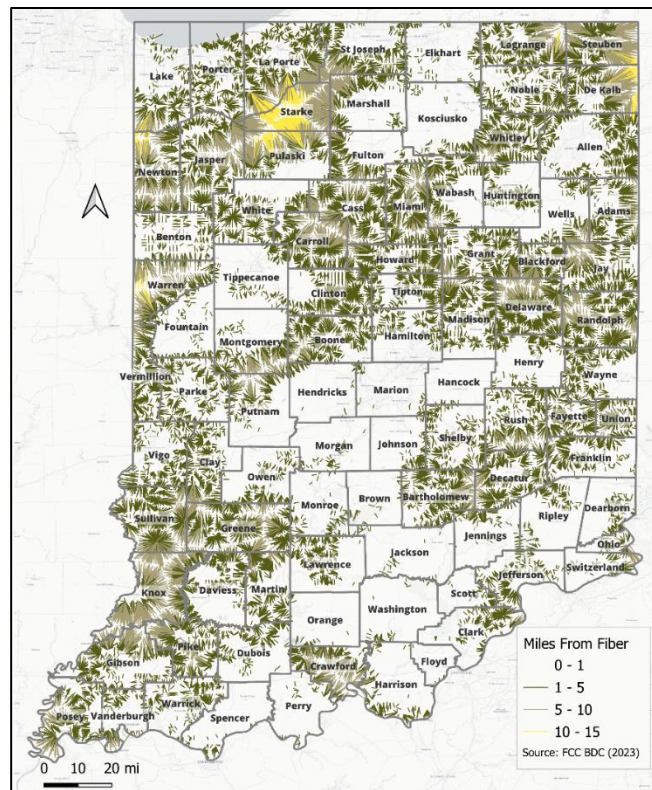 St Joseph
Lagrange
Steuben
La Porte
Elkhart
Lake
Porter
Noble
De Kalb
Starke
Marshall
Kosciusko
Whitley
Allen
Jasper
Pulaski
Fulton
Newton
Wabash
Huntington
White
Cass
Miami
Wells
Adams
Benton
Carroll
Grant
Blackford
Howard
Jay
Warren
Tippecanoe
Clinton
Tipton
Delaware
Madison
Randolph
Fountain
Montgomery
Boone
Hamilton
Henry
Vermillion
Wayne
Parke
Hendricks
Marion
Hancock
Putnam
Rush
Fayette
Union
Shelby
Morgan
Johnson
Vigo
Clay
Franklin
Owen
Decatur
Monroe
Brown
Bartholomew
Sullivan
Greene
Ripley
Dearborn
Jennings
Ohio
Lawrence
Jackson
Switzerland
Jefferson
Knox
Daviess
Martin
Scott
Orange
Washington
Clark
Pike
Dubois
Gibson
Crawford
Floyd
Harrison
Warrick
Perry
Posey
Vanderburgh
Spencer
Miles From Fiber
0 - 1
1 - 5
5 - 10
10 - 15
Source: FCC BDC (2023)
0 10 20 mi